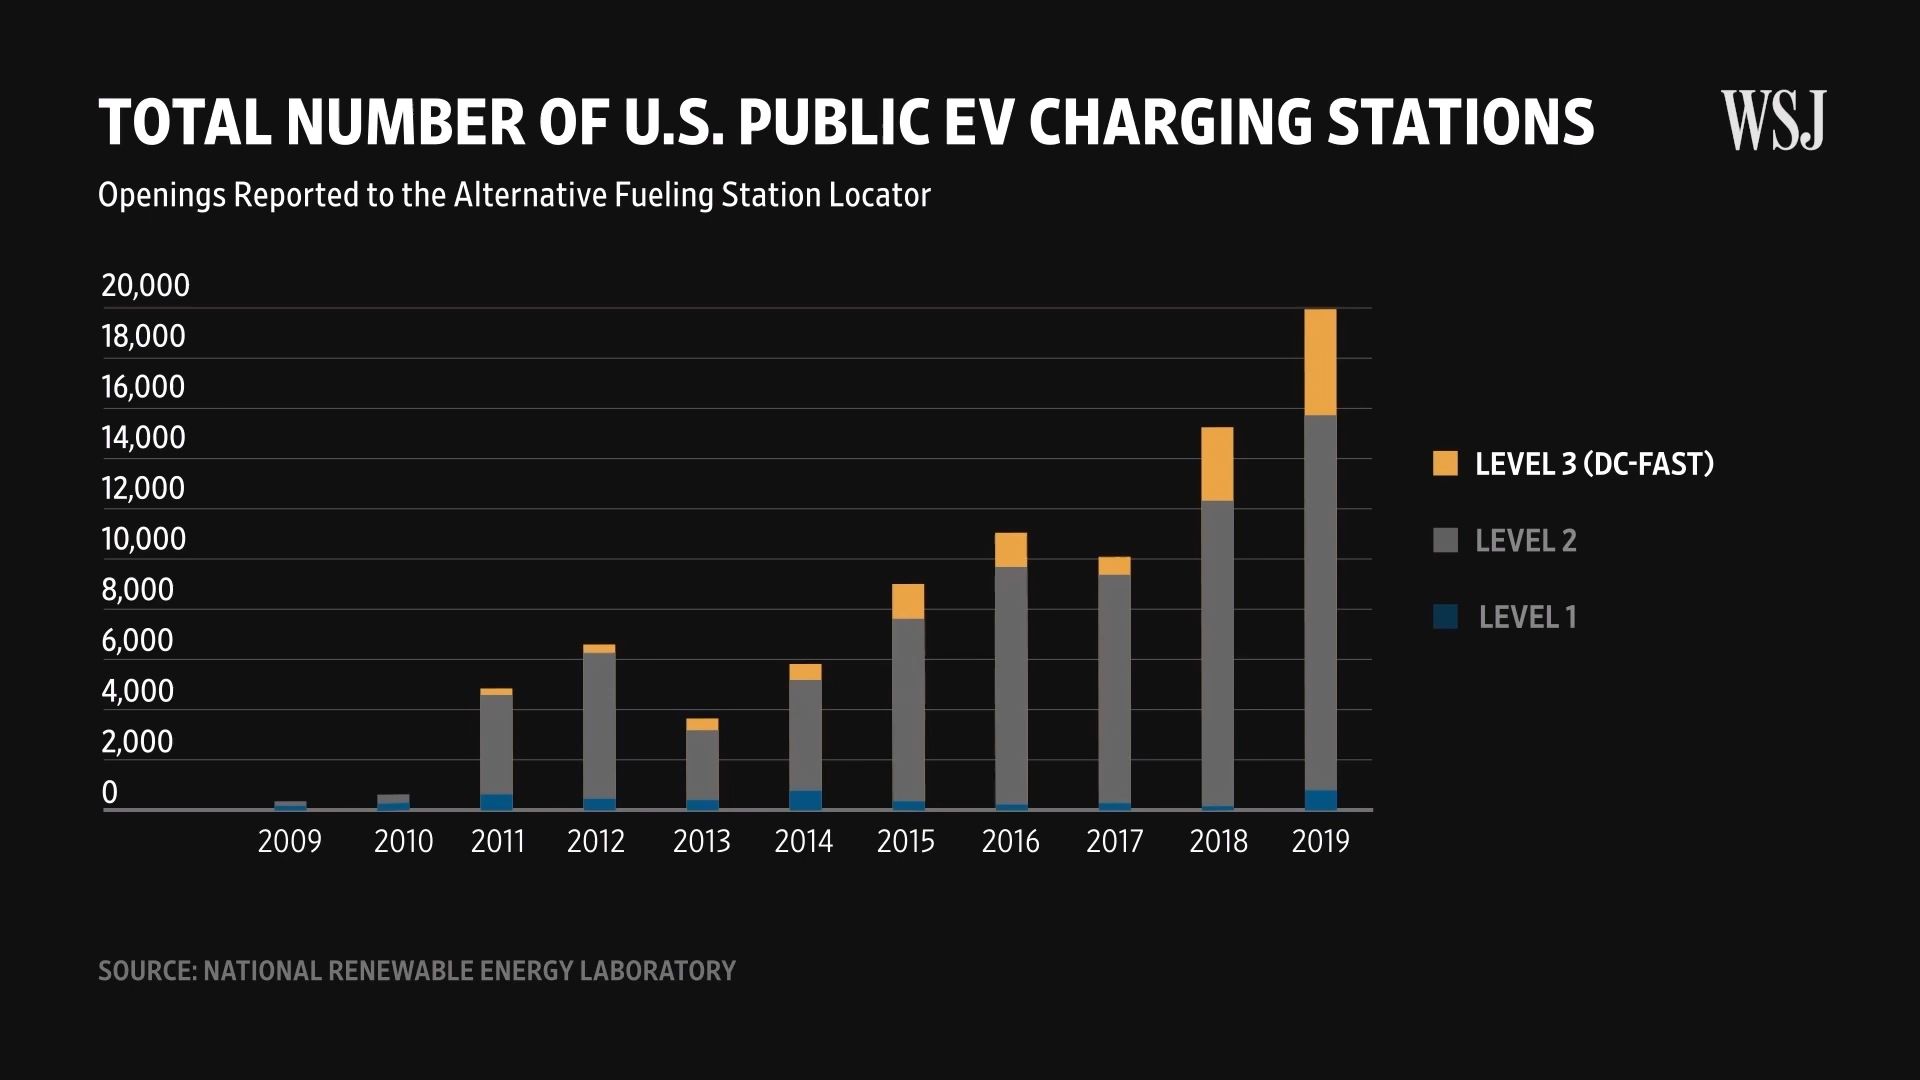 TOTAL NUMBER OF U.S. PUBLIC EV CHARGING STATIONS
WSJ
Openings Reported to the Alternative Fueling Station Locator
20,000
18,000
16,000
14,000
12,000
10,000
8,000
6,000
4,000
2,000
0
2009 2010 2011 2012 2013 2014 2015 2016 2017 2018 2019
LEVEL 3 (DC-FAST)
LEVEL 2
LEVEL 1
SOURCE: NATIONAL RENEWABLE ENERGY LABORATORY